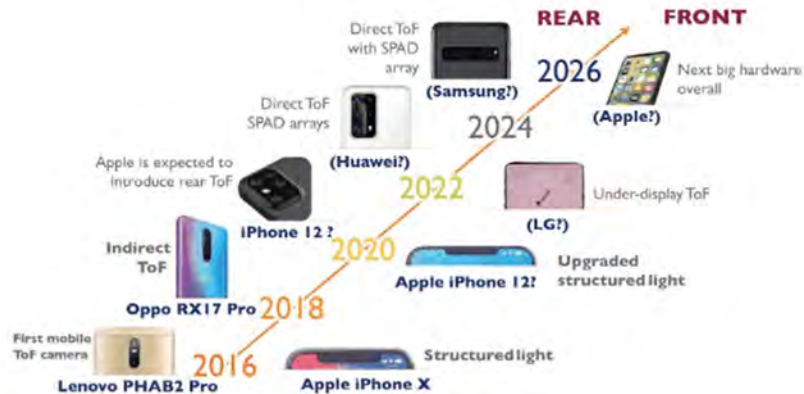 REAR
FRONT
Direct ToF
with SPAD
array
(Samsung?)
2026
Next big hardware
overall
(Apple?)
Direct ToF
SPAD arrays
(Huawei?)
2024
Apple is expected to
introduce rear ToF
iPhone 12 ?
2022
Under-display ToF
(LG?)
Indirect
ToF
Oppo RX17 Pro
2020
Apple iPhone 12?
Upgraded
structured light
2018
First mobile
ToF camera
Lenovo PHAB2 Pro
2016
Structured light
Apple iPhone X